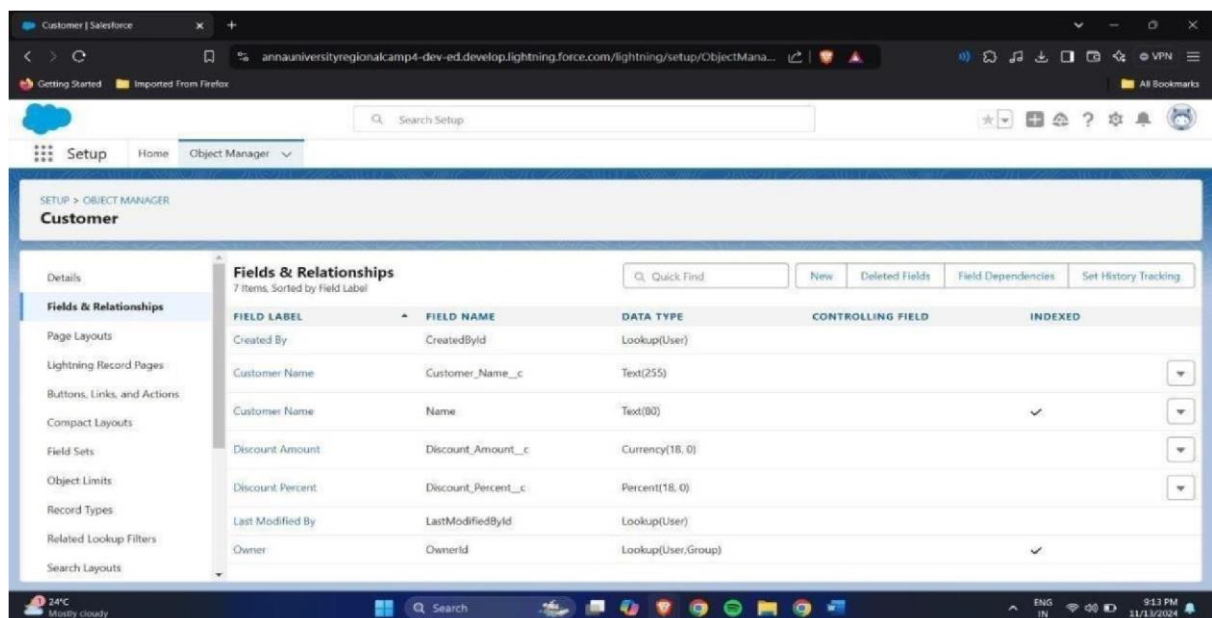 Customer | Salesforce
annauniversityregionalcamp4-dev-ed.develop.lightning.force.com/lightning/setup/ObjectMana... VPN
Getting Started Imported From Firefox All Bookmarks
Search Setup
Setup Home Object Manager
SETUP > OBJECT MANAGER
Customer
Details
Fields & Relationships
Page Layouts
Lightning Record Pages
Buttons, Links, and Actions
Compact Layouts
Field Sets
Object Limits
Record Types
Related Lookup Filters
Search Layouts
Fields & Relationships
7 Items, Sorted by Field Label
Quick Find New Deleted Fields Field Dependencies Set History Tracking
FIELD LABEL FIELD NAME DATA TYPE CONTROLLING FIELD INDEXED
Created By CreatedById Lookup(User)
Customer Name Customer_Name__c Text(255)
Customer Name Name Text(80)
Discount Amount Discount_Amount__c Currency(18, 0)
Discount Percent Discount_Percent__c Percent(18, 0)
Last Modified By LastModifiedById Lookup(User)
Owner OwnerId Lookup(User,Group)
1 24°C
Mostly cloudy
Search
ENG
IN
9:13 PM
11/13/2024